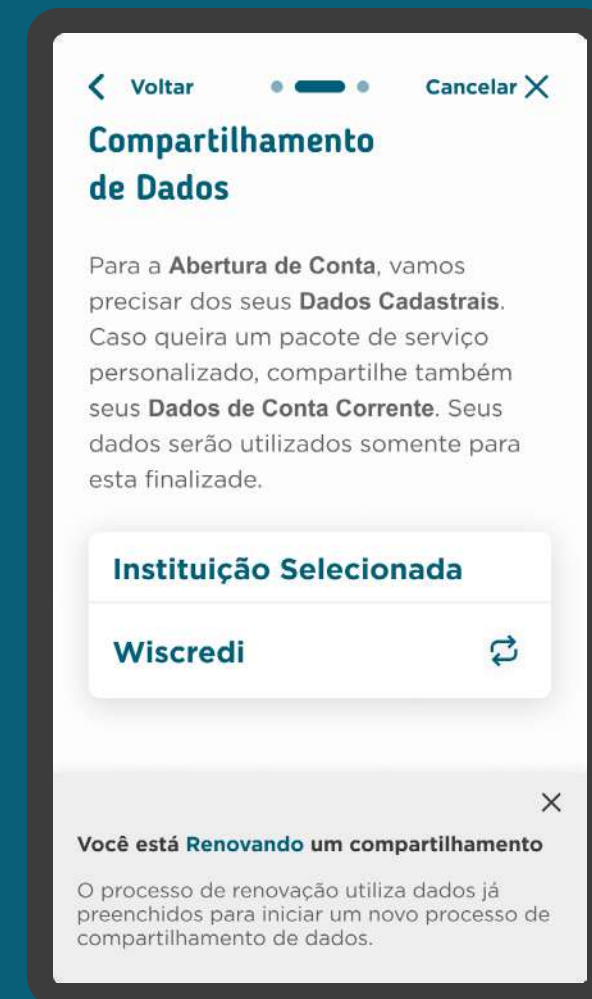 Voltar
Cancelar
Compartilhamento
de Dados
Para a Abertura de Conta, vamos
precisar dos seus Dados Cadastrais.
Caso queira um pacote de serviço
personalizado, compartilhe também
seus Dados de Conta Corrente. Seus
dados serão utilizados somente para
esta finalizade.
Instituição Selecionada
Wiscredi
Você está Renovando um compartilhamento
O processo de renovação utiliza dados já
preenchidos para iniciar um novo processo de
compartilhamento de dados.